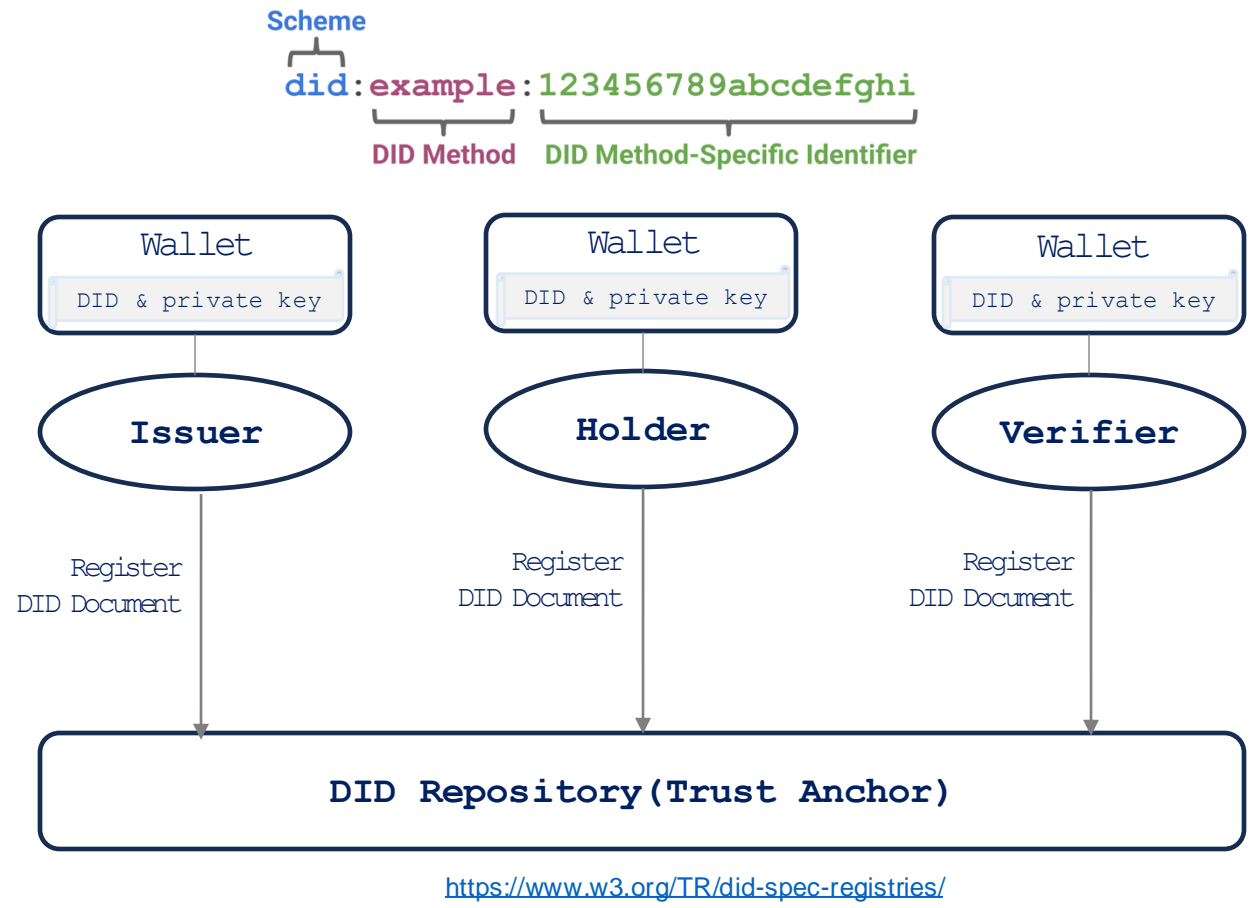 Scheme
did:example:123456789abcdefghi
DID Method DID Method-Specific Identifier
Wallet
DID & private key
Wallet
DID & private key
Wallet
DID & private key
Issuer
Holder
Verifier
Register
DID Document
Register
DID Document
Register
DID Document
DID Repository(Trust Anchor)
https://www.w3.org/TR/did-spec-registries/